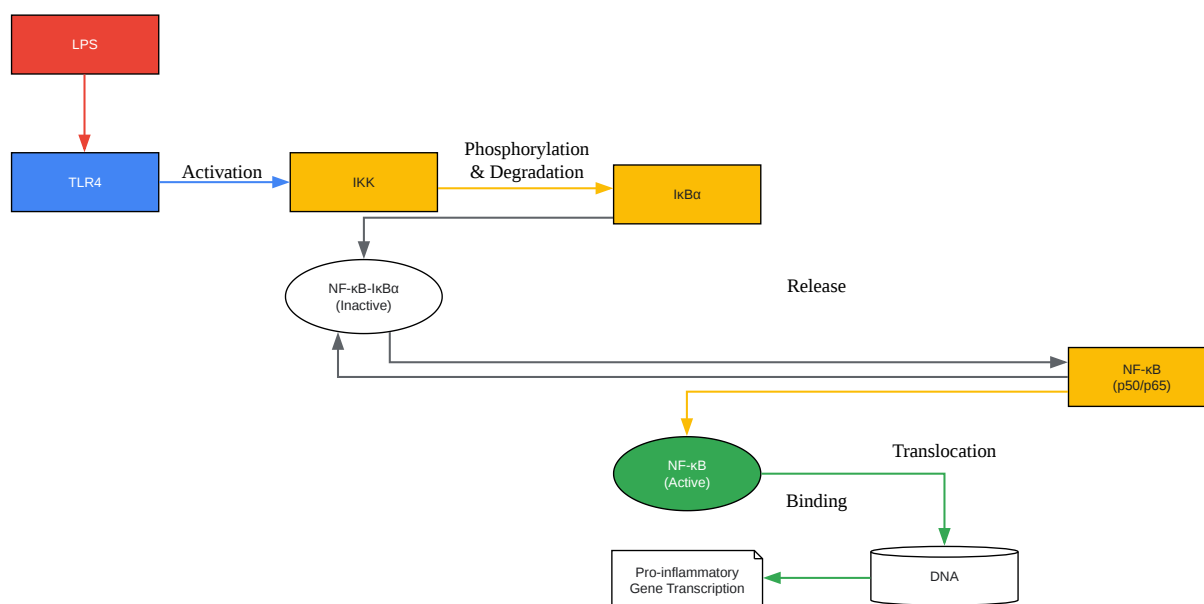 LPS
TLR4
Activation
IKK
Phosphorylation
& Degradation
IκBα
NF-κB-IκBα
(Inactive)
Release
NF-κB
(p50/p65)
NF-κB
(Active)
Translocation
Binding
Pro-inflammatory
Gene Transcription
DNA